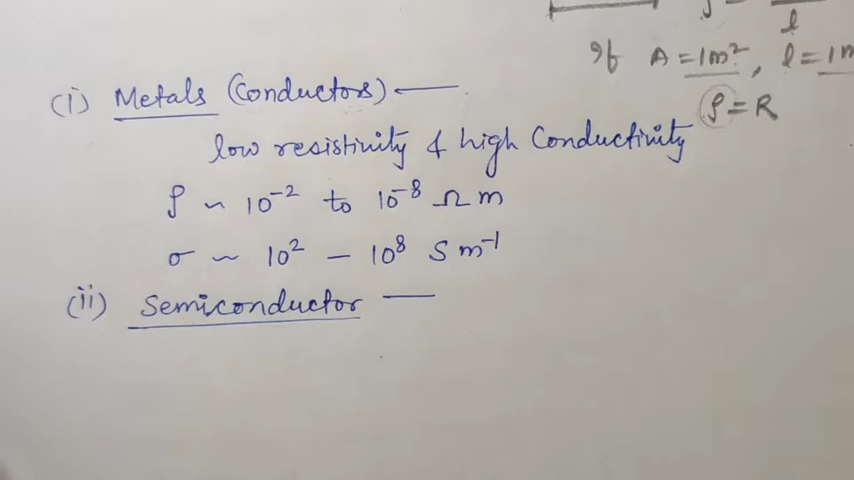 l
If A = 1m², l = 1m
ρ = R
(i) Metals (Conductors) —
low resistivity & high Conductivity
ρ ~ 10⁻² to 10⁻⁸ Ω m
σ ~ 10² – 10⁸ S m⁻¹
(ii) Semiconductor —